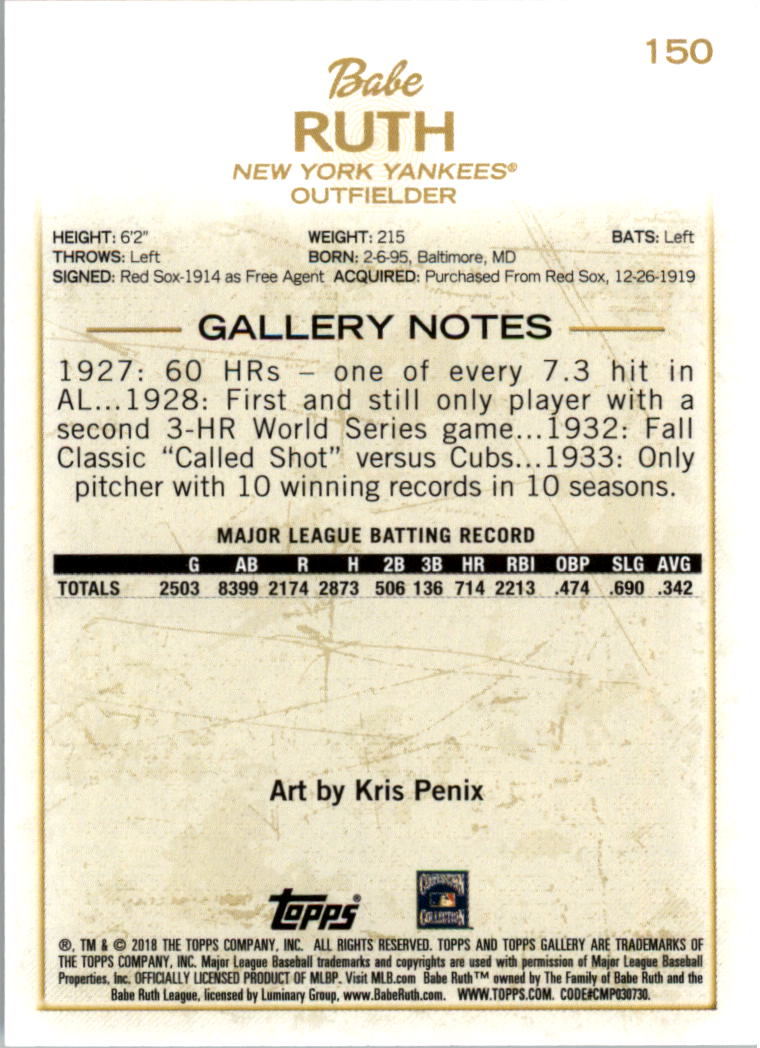 150
Babe
RUTH
NEW YORK YANKEES®
OUTFIELDER
HEIGHT: 6'2" WEIGHT: 215 BATS: Left
THROWS: Left BORN: 2-6-95, Baltimore, MD
SIGNED: Red Sox-1914 as Free Agent ACQUIRED: Purchased From Red Sox, 12-26-1919
GALLERY NOTES
1927: 60 HRs – one of every 7.3 hit in
AL...1928: First and still only player with a
second 3-HR World Series game...1932: Fall
Classic “Called Shot” versus Cubs...1933: Only
pitcher with 10 winning records in 10 seasons.
MAJOR LEAGUE BATTING RECORD
G AB R H 2B 3B HR RBI OBP SLG AVG
TOTALS 2503 8399 2174 2873 506 136 714 2213 .474 .690 .342
Art by Kris Penix
topps®
COOPERSTOWN
COLLECTION
®, TM & © 2018 THE TOPPS COMPANY, INC. ALL RIGHTS RESERVED. TOPPS AND TOPPS GALLERY ARE TRADEMARKS OF
THE TOPPS COMPANY, INC. Major League Baseball trademarks and copyrights are used with permission of Major League Baseball
Properties, Inc. OFFICIALLY LICENSED PRODUCT OF MLBP. Visit MLB.com Babe Ruth™ owned by The Family of Babe Ruth and the
Babe Ruth League, licensed by Luminary Group, www.BabeRuth.com. WWW.TOPPS.COM. CODE#CMP030730.